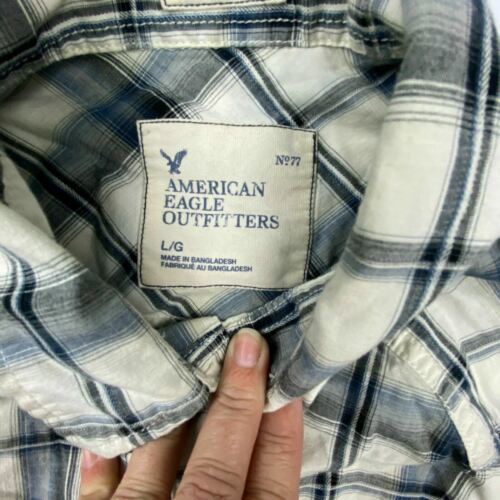 Nº77
AMERICAN
EAGLE
OUTFITTERS
L/G
MADE IN BANGLADESH
FABRIQUÉ AU BANGLADESH